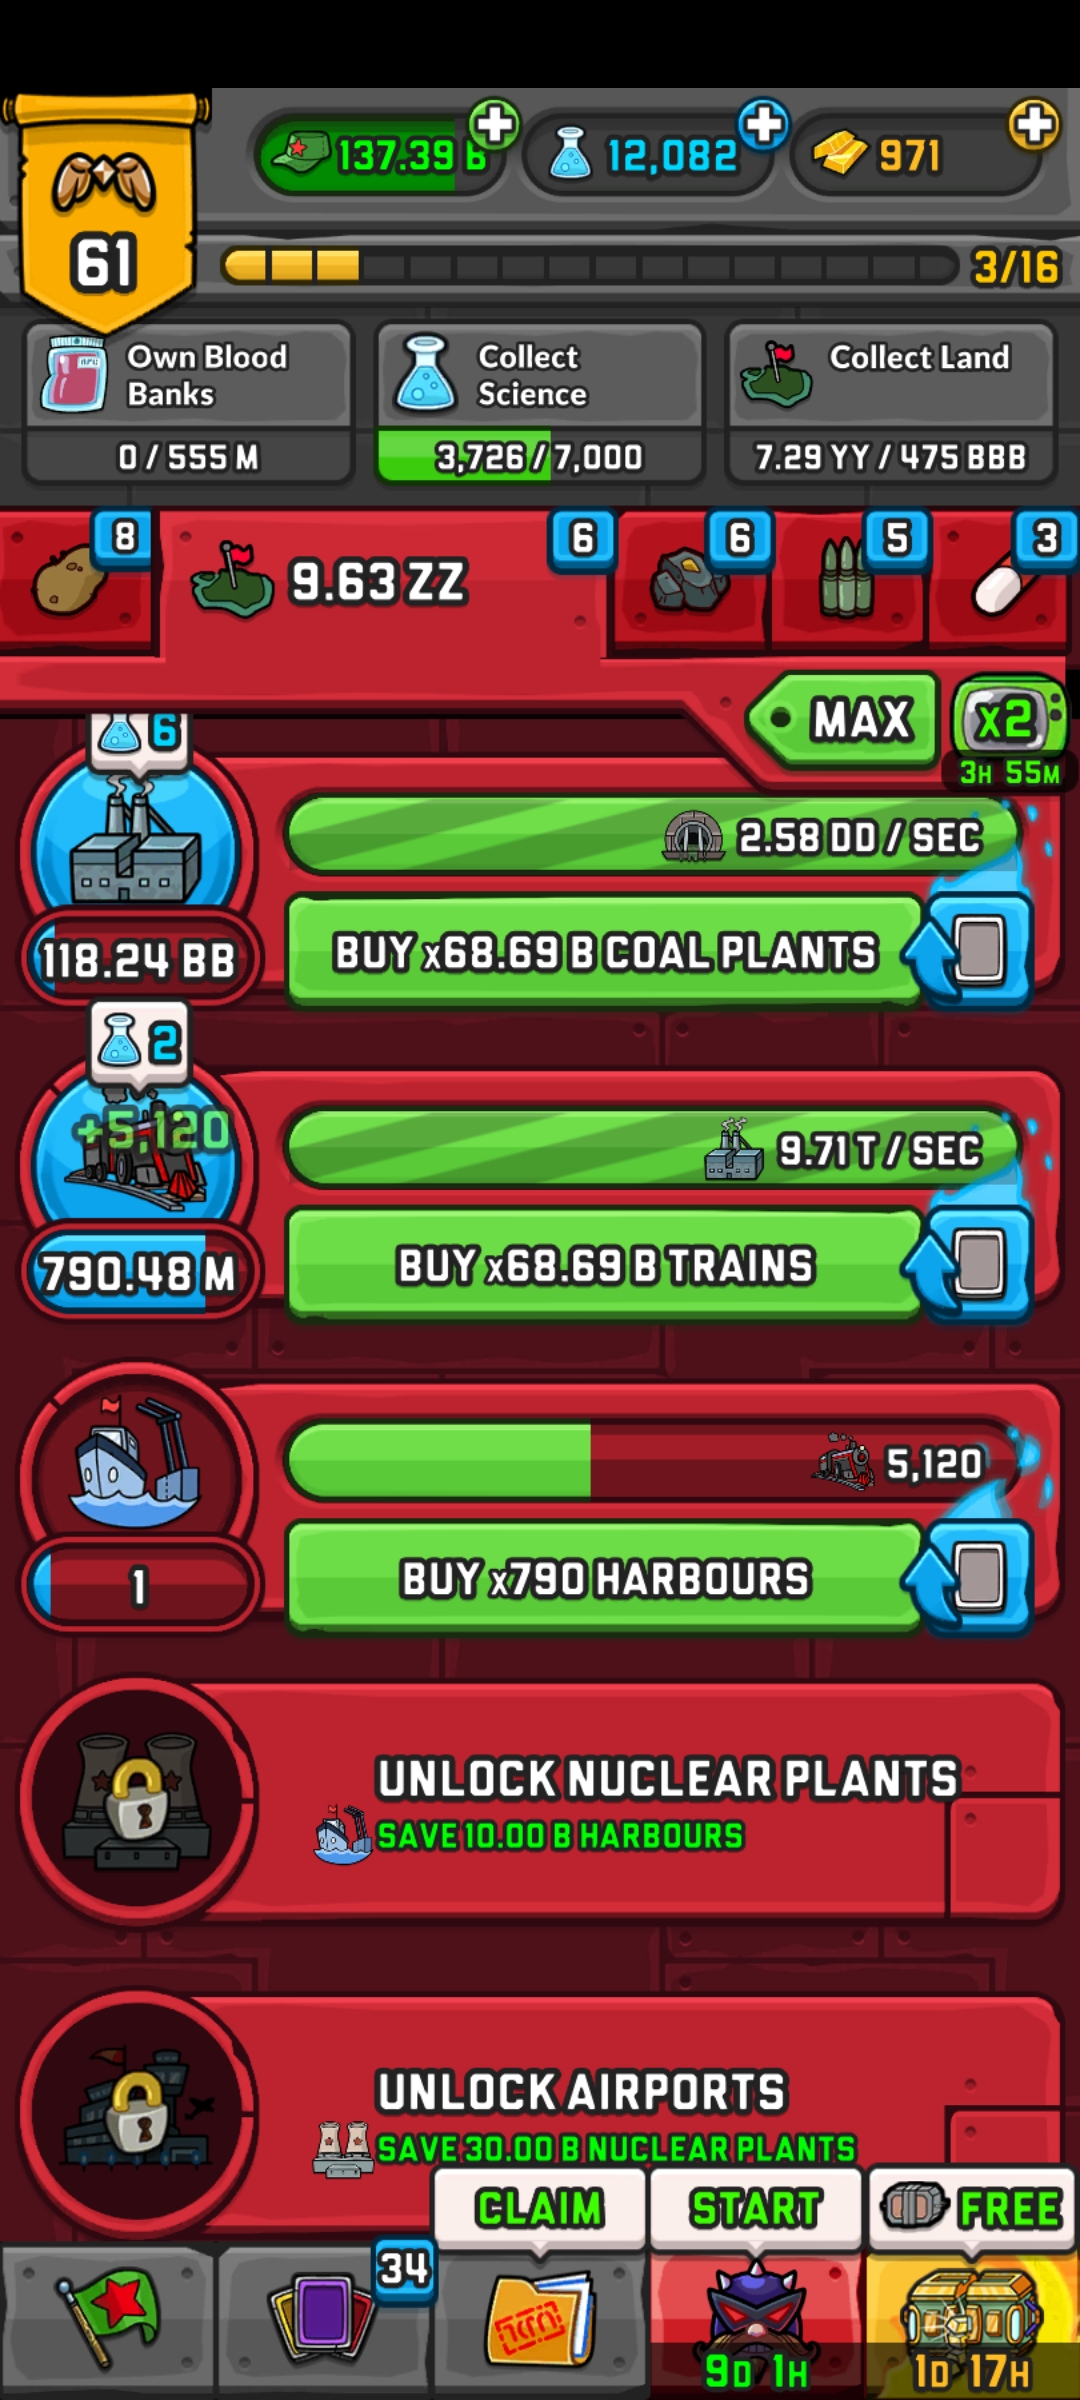 137.39 B
12,082
971
61
3/16
Own Blood
Banks
0 / 555 M
Collect
Science
3,726 / 7,000
Collect Land
7.29 YY / 475 BBB
8
9.63 ZZ
6
6
5
3
MAX
x2
3H 55M
6
2.58 DD / SEC
118.24 BB
BUY x68.69 B COAL PLANTS
2
+5,120
9.71 T / SEC
790.48 M
BUY x68.69 B TRAINS
5,120
1
BUY x790 HARBOURS
UNLOCK NUCLEAR PLANTS
SAVE 10.00 B HARBOURS
UNLOCK AIRPORTS
SAVE 30.00 B NUCLEAR PLANTS
CLAIM
START
FREE
34
9D 1H
1D 17H